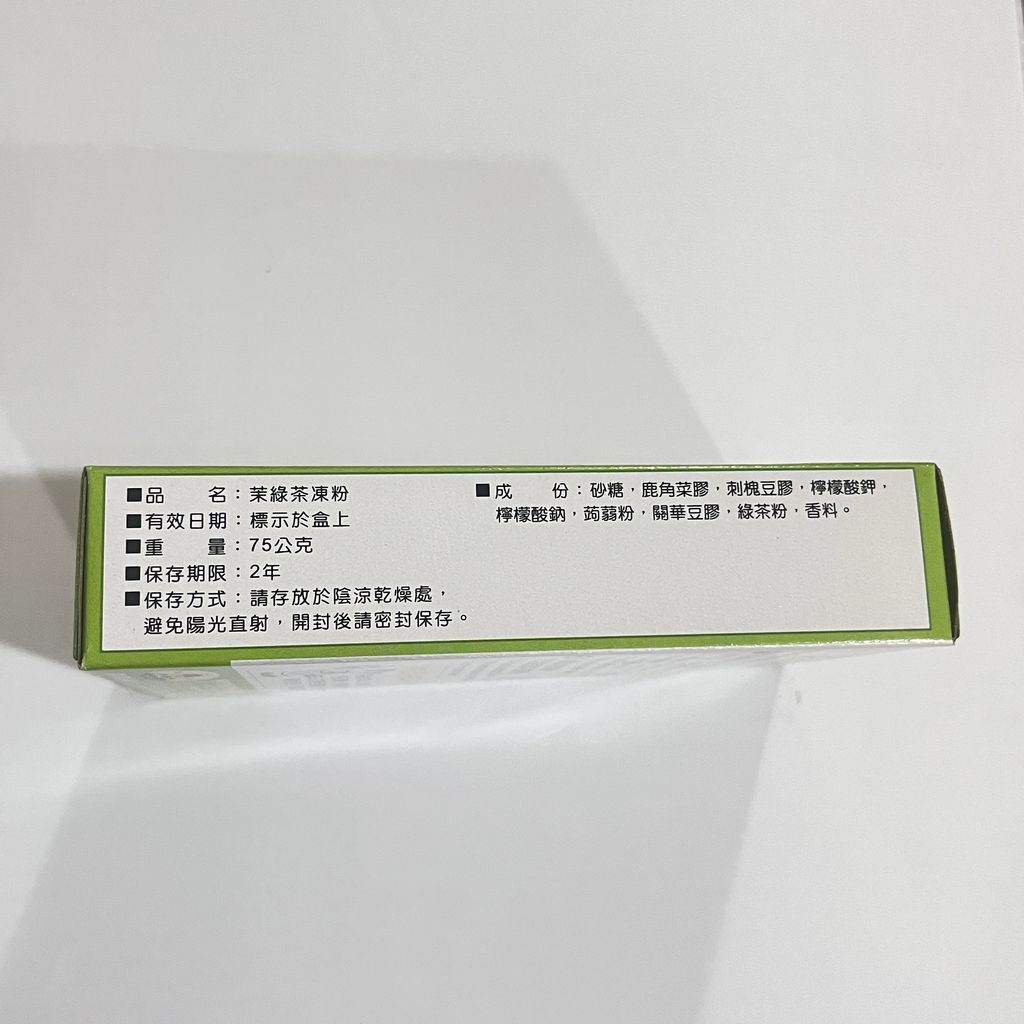 ■品　　名：茉綠茶凍粉
■有效日期：標示於盒上
■重　　量：75公克
■保存期限：2年
■保存方式：請存放於陰涼乾燥處，
避免陽光直射，開封後請密封保存。
■成　　份：砂糖，鹿角菜膠，刺槐豆膠，檸檬酸鉀，
檸檬酸鈉，蒟蒻粉，關華豆膠，綠茶粉，香料。